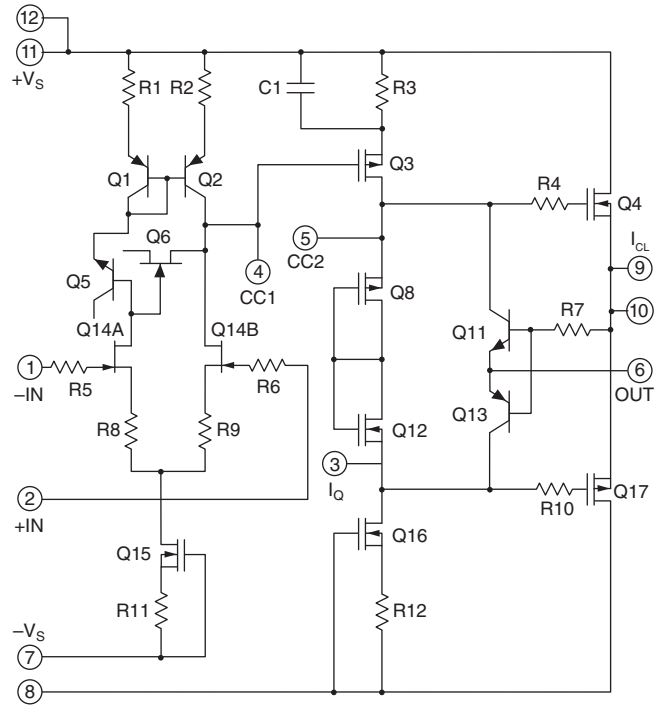 12
11
+VS
R1
R2
C1
R3
Q1
Q2
Q3
R4
Q4
Q6
5
CC2
ICL
9
4
CC1
Q5
Q8
10
Q14A
Q14B
Q11
R7
1
–IN
R5
R6
6
OUT
Q13
R8
R9
Q12
3
IQ
2
+IN
R10
Q17
Q15
Q16
R11
R12
–VS
7
8